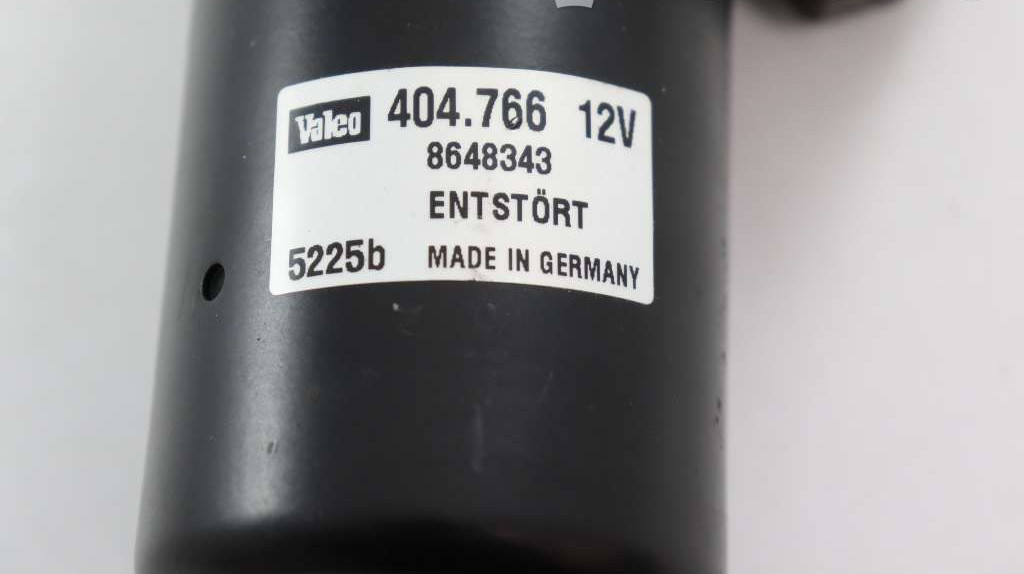 Valeo 404.766 12V
8648343
ENTSTÖRT
5225b MADE IN GERMANY